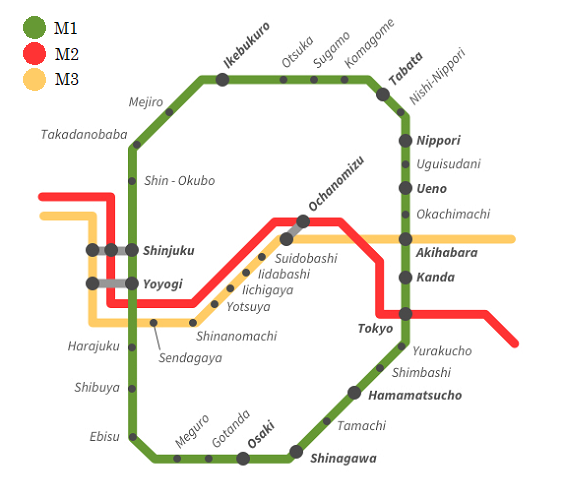 M1
M2
M3
Ikebukuro
Otsuka
Sugamo
Komagome
Tabata
Nishi-Nippori
Mejiro
Takadanobaba
Nippori
Uguisudani
Shin - Okubo
Ueno
Ochanomizu
Okachimachi
Shinjuku
Akihabara
Suidobashi
Iidabashi
Kanda
Yoyogi
Iichigaya
Yotsuya
Tokyo
Shinanomachi
Harajuku
Sendagaya
Yurakucho
Shimbashi
Shibuya
Hamamatsucho
Tamachi
Ebisu
Meguro
Gotanda
Osaki
Shinagawa